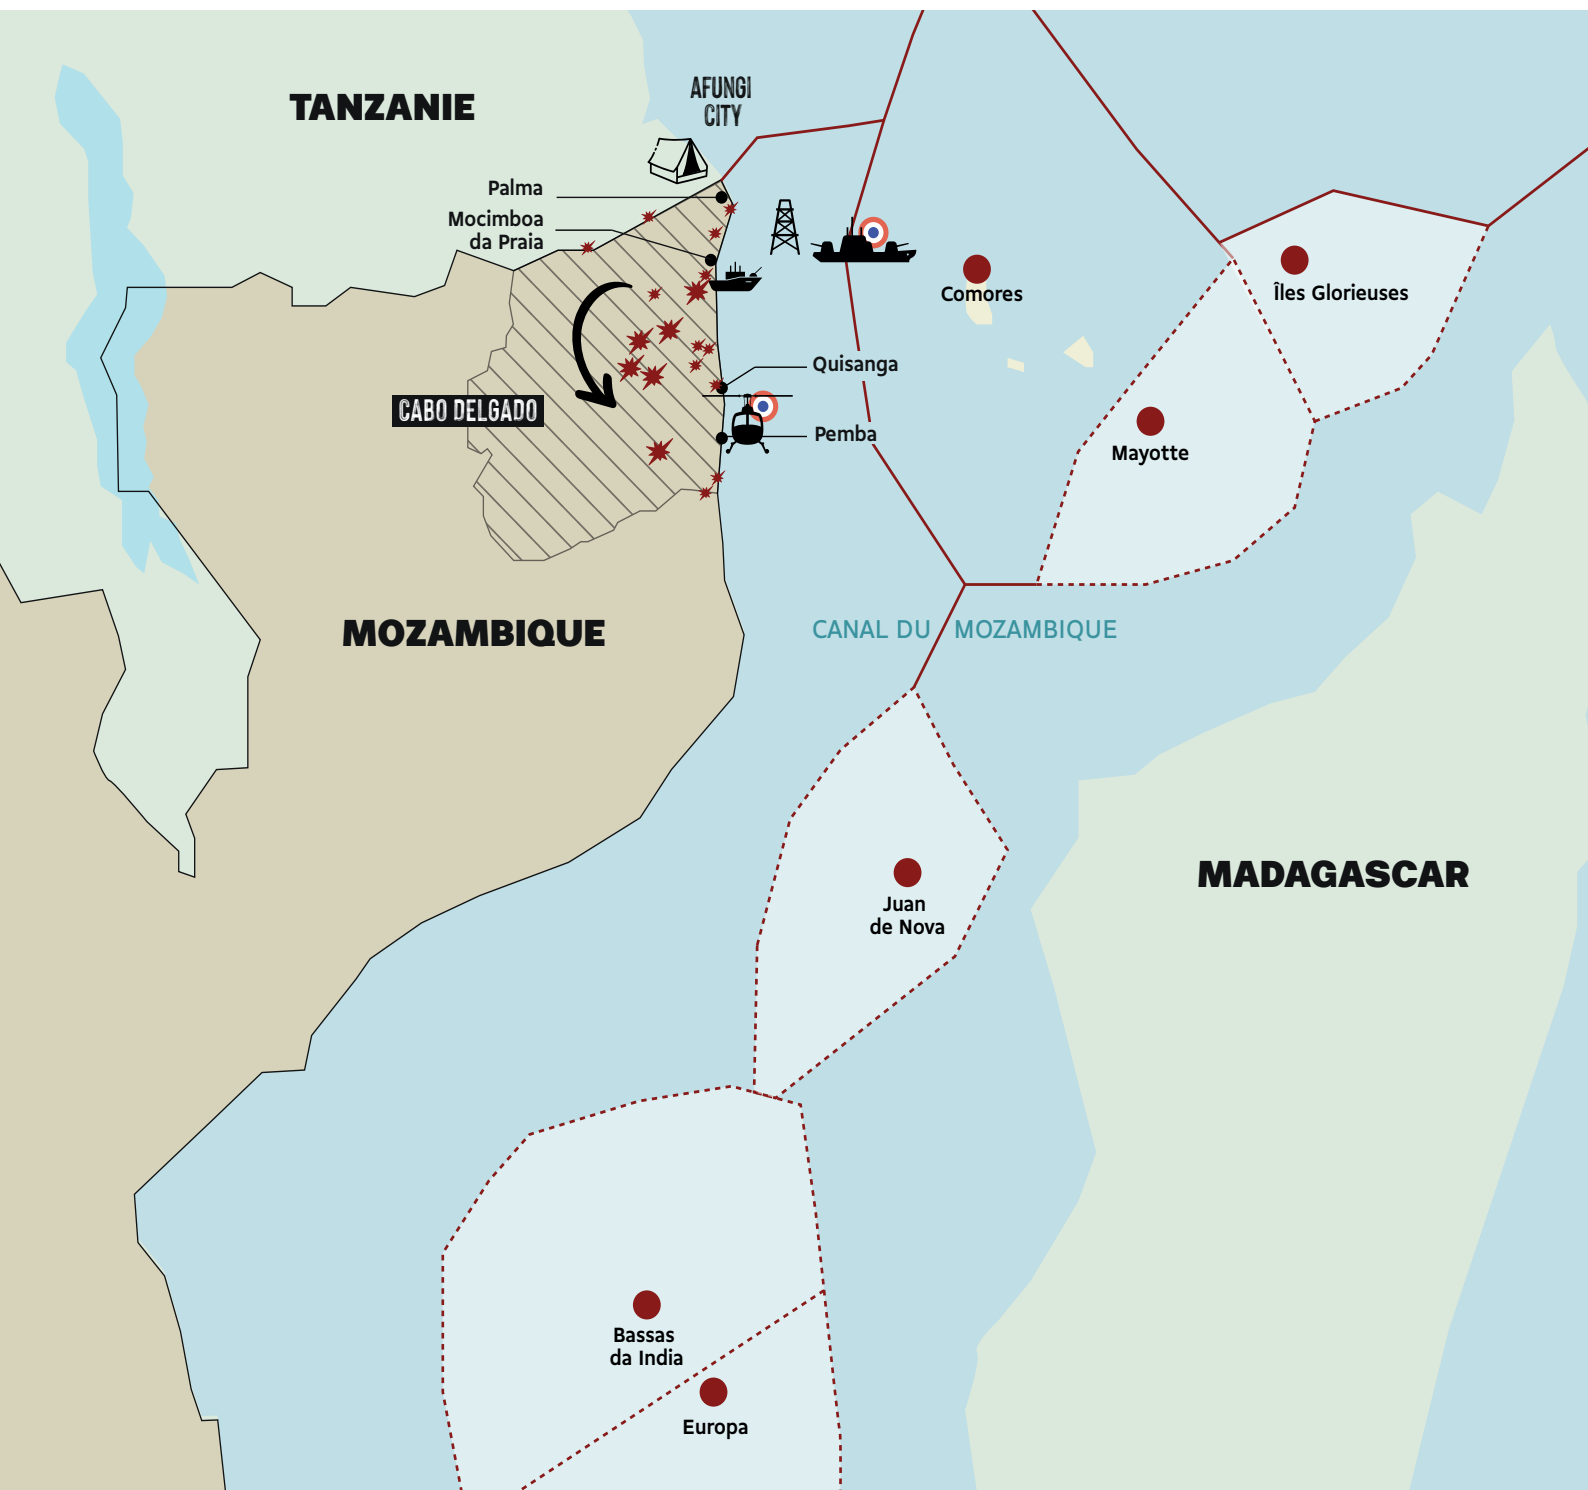 TANZANIE
AFUNGI
CITY
Palma
Mocimboa
da Praia
Comores
Îles Glorieuses
Quisanga
CABO DELGADO
Pemba
Mayotte
MOZAMBIQUE
CANAL DU MOZAMBIQUE
MADAGASCAR
Juan
de Nova
Bassas
da India
Europa